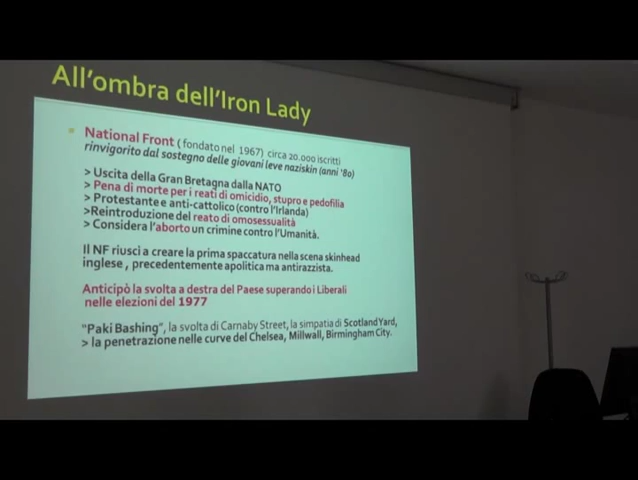 All'ombra dell'Iron Lady
National Front ( fondato nel 1967) circa 20.000 iscritti
rinvigorito dal sostegno delle giovani leve naziskin (anni '80)
> Uscita della Gran Bretagna dalla NATO
> Pena di morte per i reati di omicidio, stupro e pedofilia
> Protestante e anti-cattolico (contro l'Irlanda)
>Reintroduzione del reato di omosessualità
> Considera l'aborto un crimine contro l'Umanità.
Il NF riusci a creare la prima spaccatura nella scena skinhead
inglese , precedentemente apolitica ma antirazzista.
Anticipò la svolta a destra del Paese superando i Liberali
nelle elezioni del 1977
"Paki Bashing", la svolta di Carnaby Street, la simpatia di Scotland Yard,
> la penetrazione nelle curve del Chelsea, Millwall, Birmingham City.